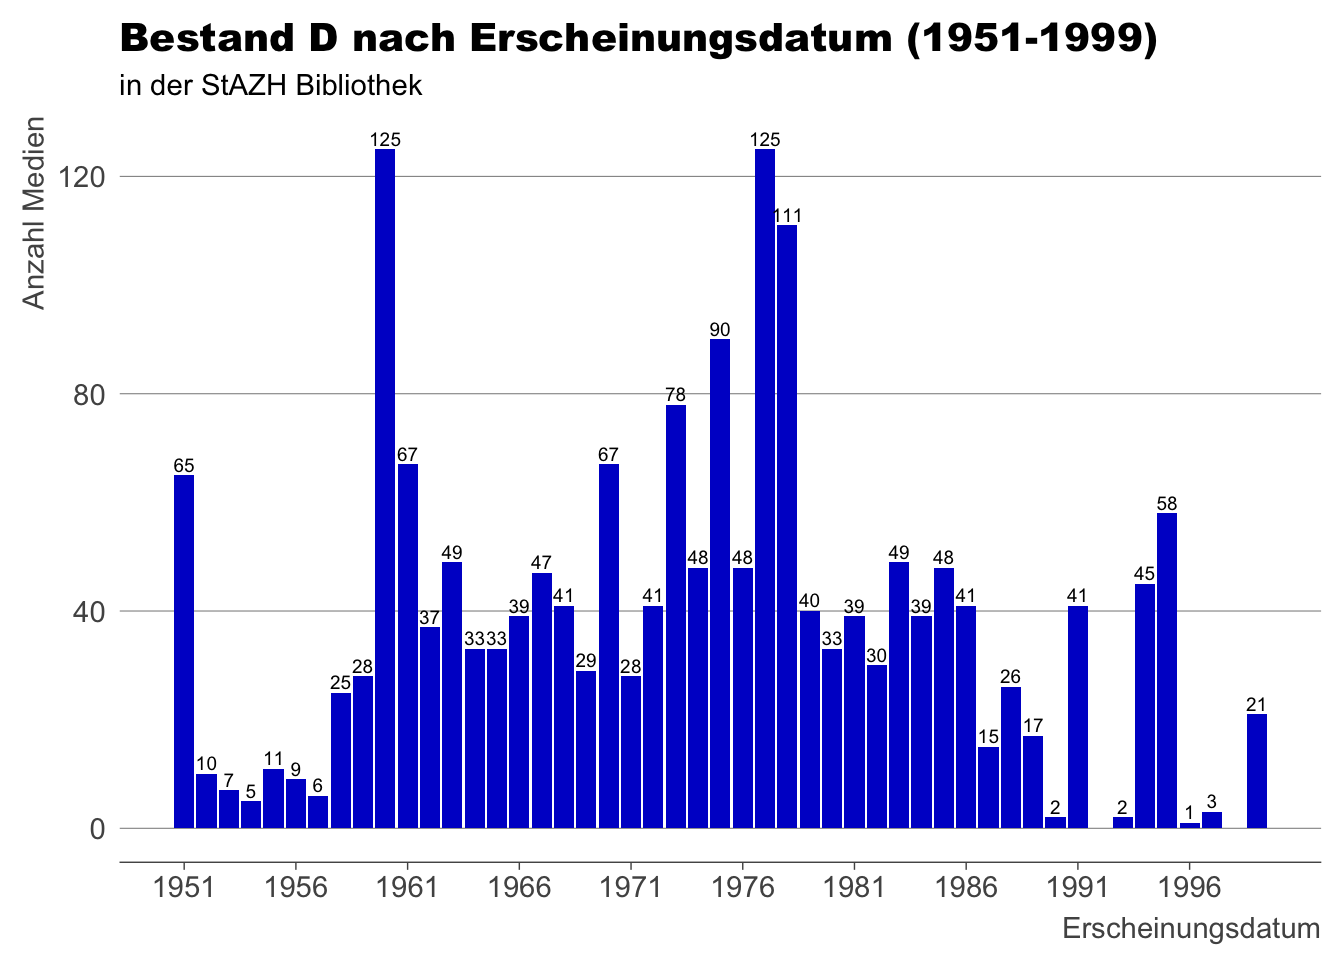 Bestand D nach Erscheinungsdatum (1951-1999)
in der StAZH Bibliothek
Anzahl Medien
120
80
40
0
65 10 7 5 11 9 6 25 28 125 67 37 49 33 33 39 47 41 29 67 28 41 78 48 90 48 125 111 40 33 39 30 49 39 48 41 15 26 17 2 41 2 45 58 1 3 21
1951 1956 1961 1966 1971 1976 1981 1986 1991 1996
Erscheinungsdatum